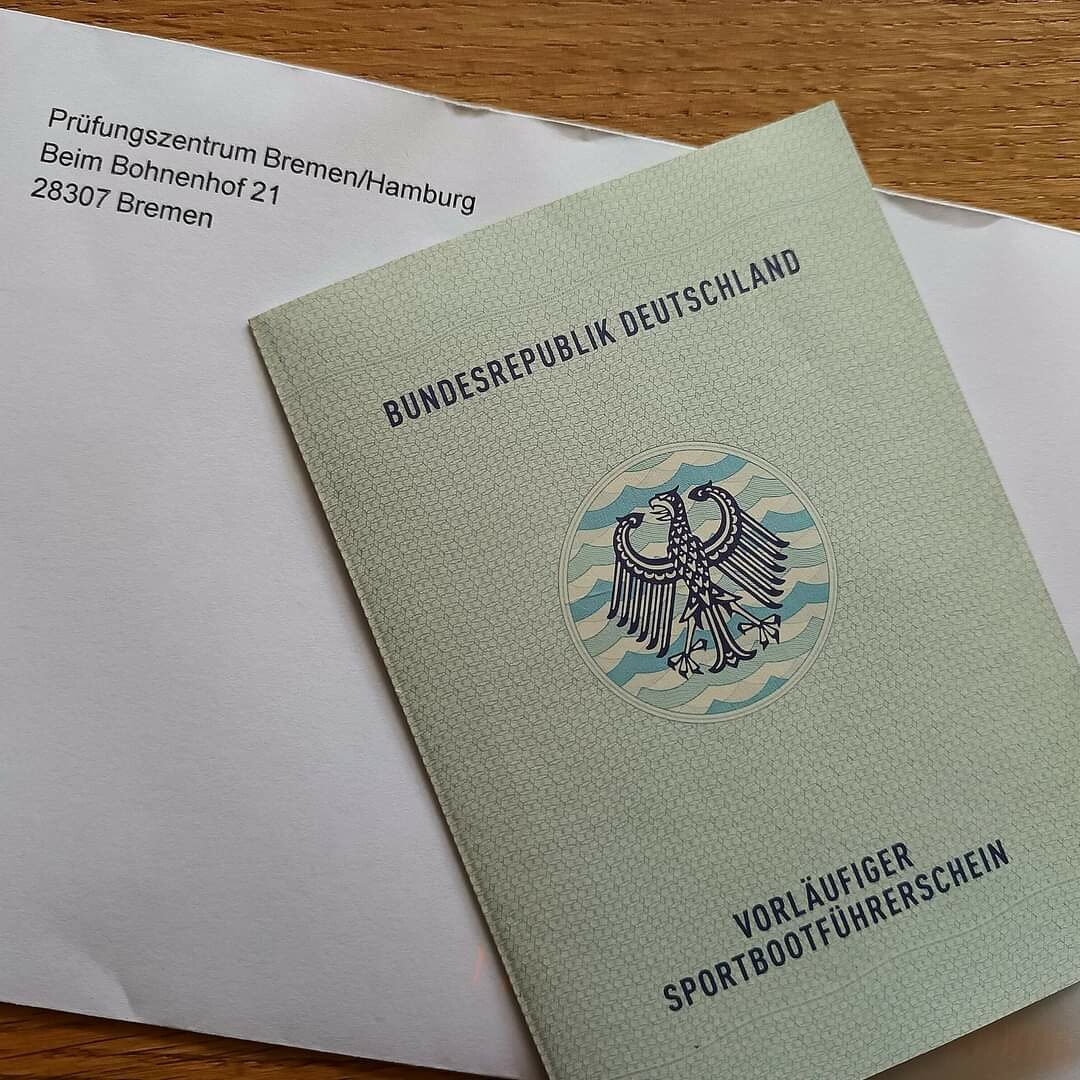 Prüfungszentrum Bremen/Hamburg
Beim Bohnenhof 21
28307 Bremen
BUNDESREPUBLIK DEUTSCHLAND
VORLÄUFIGER
SPORTBOOTFÜHRERSCHEIN